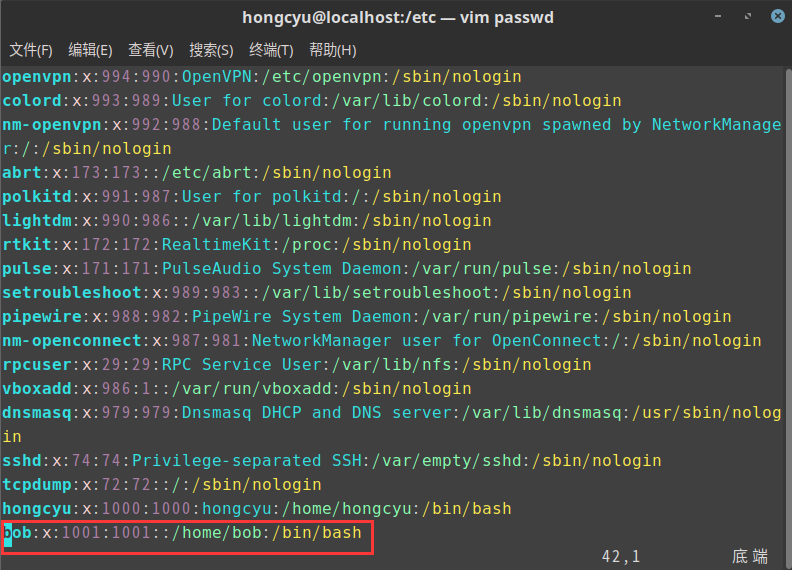 hongcyu@localhost:/etc — vim passwd
文件(F) 编辑(E) 查看(V) 搜索(S) 终端(T) 帮助(H)
openvpn:x:994:990:OpenVPN:/etc/openvpn:/sbin/nologin
colord:x:993:989:User for colord:/var/lib/colord:/sbin/nologin
nm-openvpn:x:992:988:Default user for running openvpn spawned by NetworkManage
r:/:/sbin/nologin
abrt:x:173:173::/etc/abrt:/sbin/nologin
polkitd:x:991:987:User for polkitd:/:/sbin/nologin
lightdm:x:990:986::/var/lib/lightdm:/sbin/nologin
rtkit:x:172:172:RealtimeKit:/proc:/sbin/nologin
pulse:x:171:171:PulseAudio System Daemon:/var/run/pulse:/sbin/nologin
setroubleshoot:x:989:983::/var/lib/setroubleshoot:/sbin/nologin
pipewire:x:988:982:PipeWire System Daemon:/var/run/pipewire:/sbin/nologin
nm-openconnect:x:987:981:NetworkManager user for OpenConnect:/:/sbin/nologin
rpcuser:x:29:29:RPC Service User:/var/lib/nfs:/sbin/nologin
vboxadd:x:986:1::/var/run/vboxadd:/sbin/nologin
dnsmasq:x:979:979:Dnsmasq DHCP and DNS server:/var/lib/dnsmasq:/usr/sbin/nolog
in
sshd:x:74:74:Privilege-separated SSH:/var/empty/sshd:/sbin/nologin
tcpdump:x:72:72::/:/sbin/nologin
hongcyu:x:1000:1000:hongcyu:/home/hongcyu:/bin/bash
bob:x:1001:1001::/home/bob:/bin/bash
42,1 底端